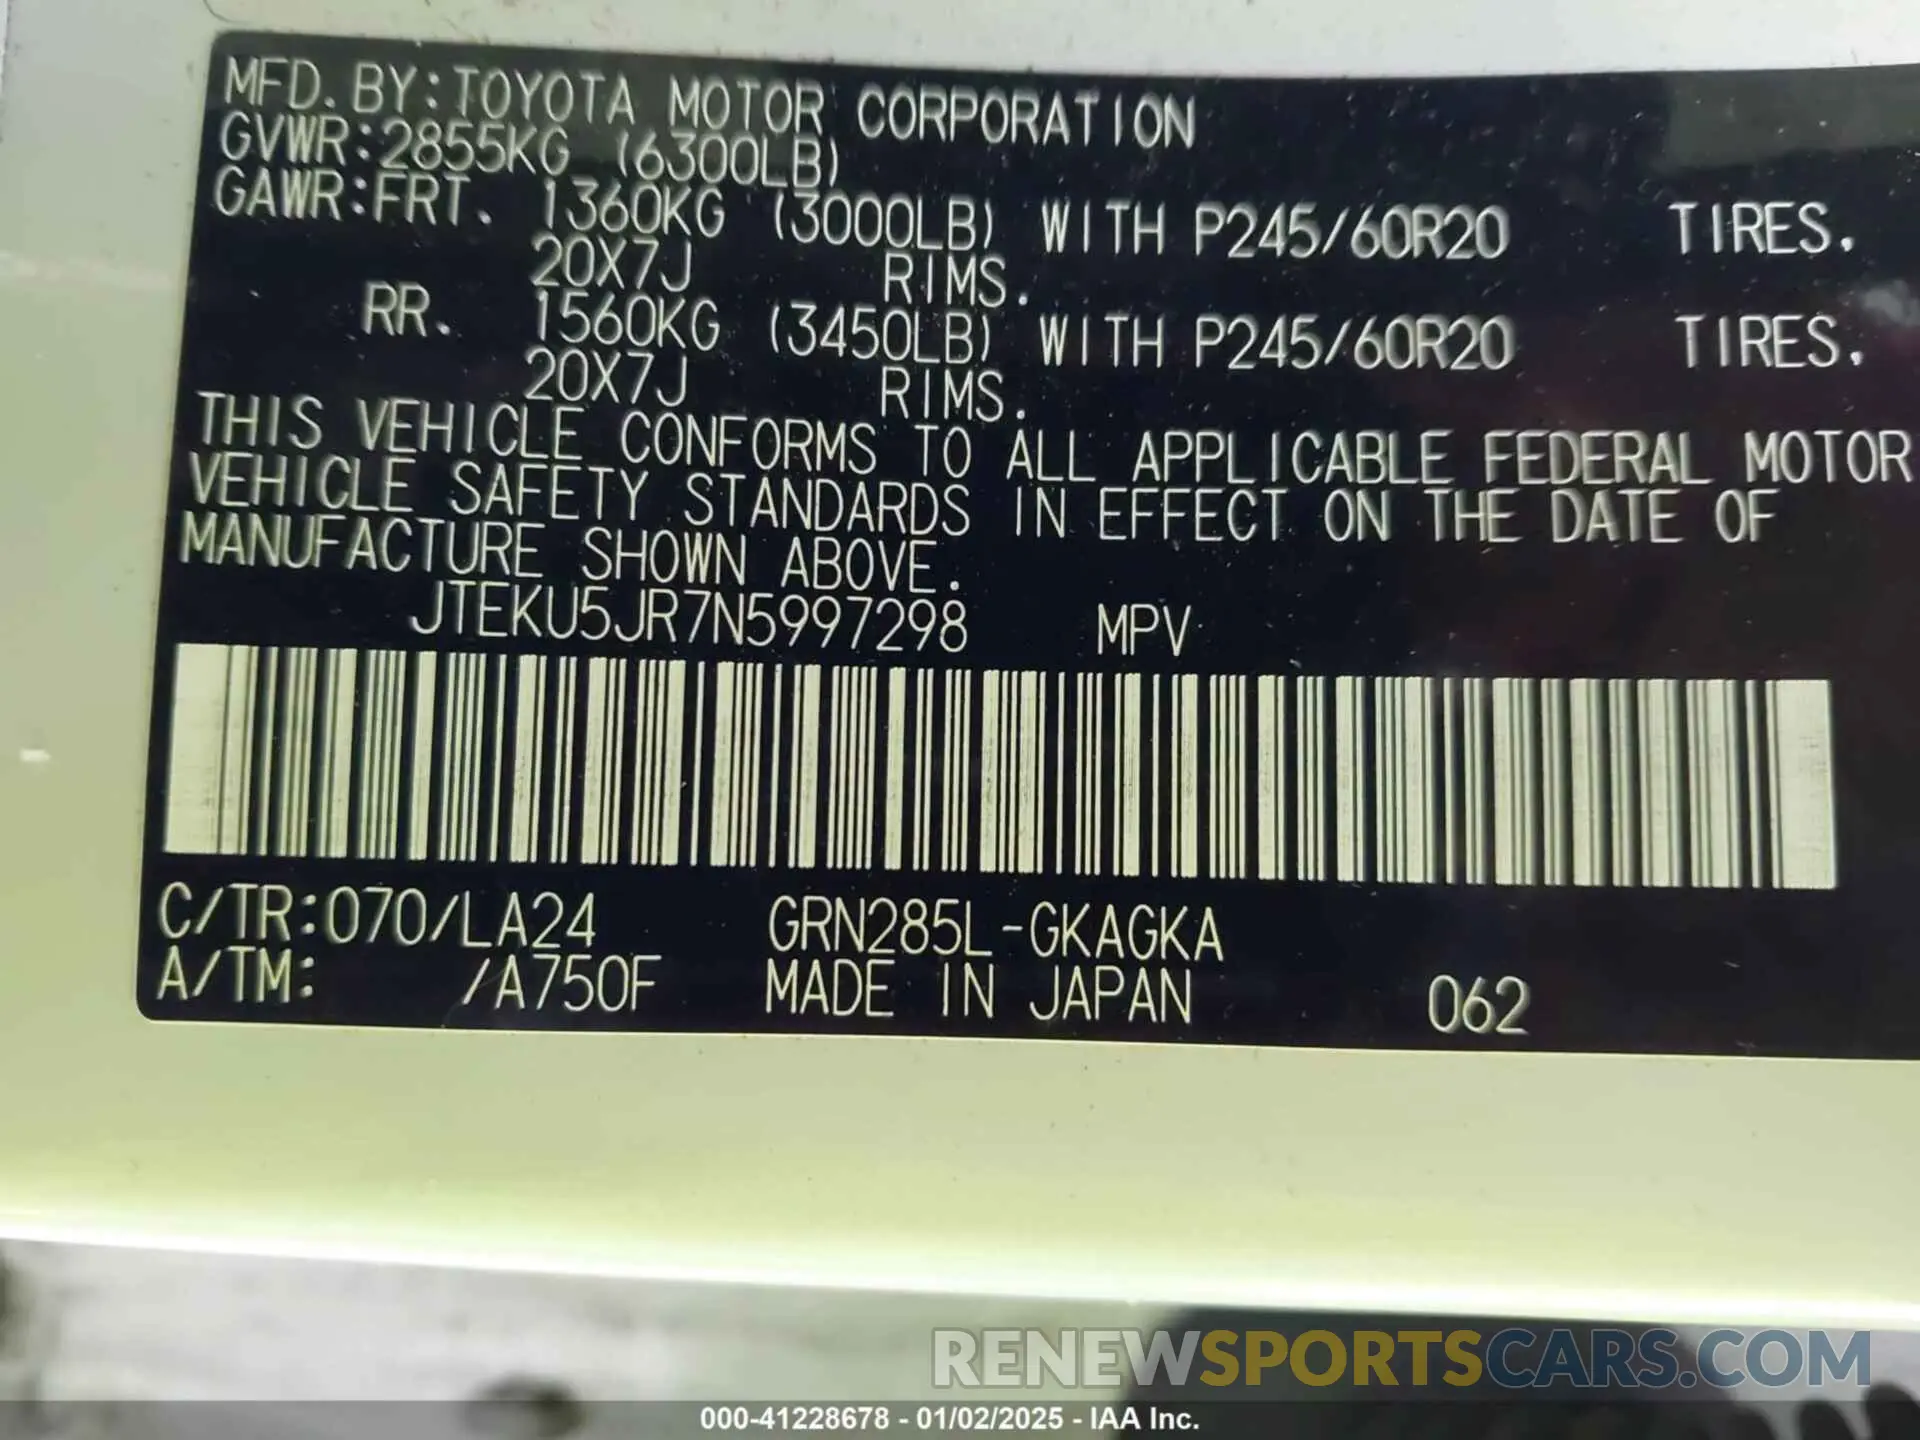 MFD.BY:TOYOTA MOTOR CORPORATION
GVWR:2855KG (6300LB)
GAWR:FRT. 1360KG (3000LB) WITH P245/60R20 TIRES.
20X7J RIMS.
RR. 1560KG (3450LB) WITH P245/60R20 TIRES.
20X7J RIMS.
THIS VEHICLE CONFORMS TO ALL APPLICABLE FEDERAL MOTOR
VEHICLE SAFETY STANDARDS IN EFFECT ON THE DATE OF
MANUFACTURE SHOWN ABOVE.
JTEKU5JR7N5997298 MPV
C/TR:070/LA24 GRN285L-GKAGKA
A/TM: /A750F MADE IN JAPAN 062
RENEWSPORTSCARS.COM
000-41228678 - 01/02/2025 - IAA Inc.